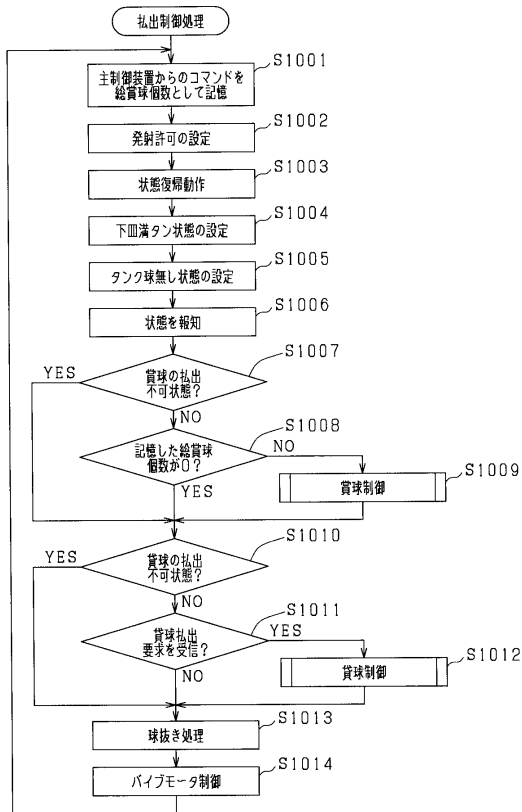 払出制御処理
S1001
主制御装置からのコマンドを
総賞球個数として記憶
S1002
発射許可の設定
S1003
状態復帰動作
S1004
下皿満タン状態の設定
S1005
タンク球無し状態の設定
S1006
状態を報知
S1007
YES
賞球の払出
不可状態?
NO
S1008
記憶した総賞球
個数が0?
NO
YES
S1009
賞球制御
S1010
YES
貸球の払出
不可状態?
NO
S1011
貸球払出
要求を受信?
YES
NO
S1012
貸球制御
S1013
球抜き処理
S1014
バイブモータ制御